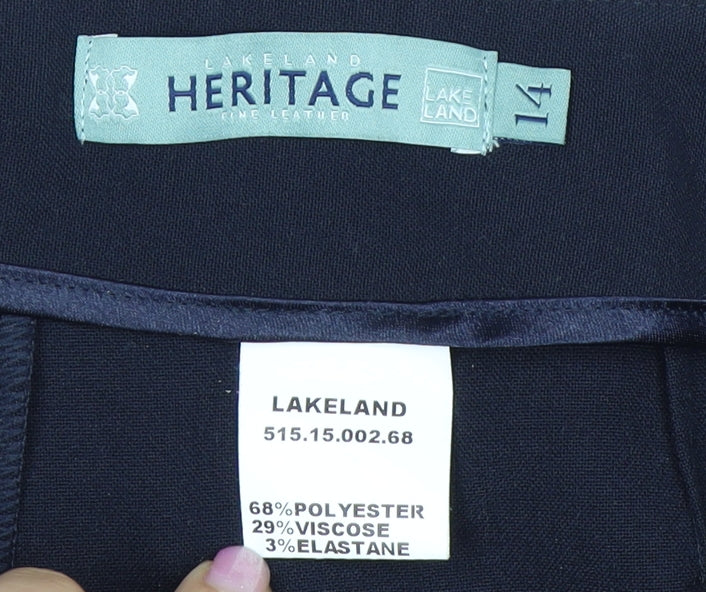 LAKELAND
HERITAGE
FINE LEATHER
LAKE
LAND
14
LAKELAND
515.15.002.68
68%POLYESTER
29%VISCOSE
3%ELASTANE